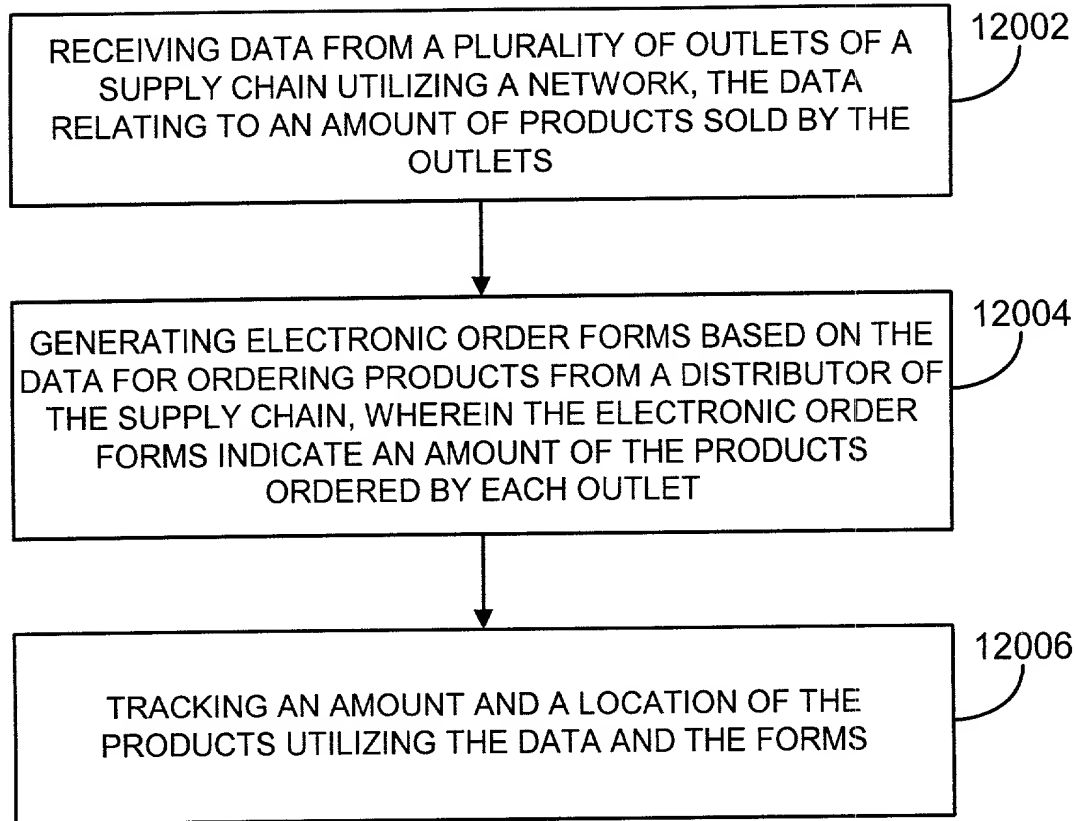 12002
RECEIVING DATA FROM A PLURALITY OF OUTLETS OF A
SUPPLY CHAIN UTILIZING A NETWORK, THE DATA
RELATING TO AN AMOUNT OF PRODUCTS SOLD BY THE
OUTLETS
12004
GENERATING ELECTRONIC ORDER FORMS BASED ON THE
DATA FOR ORDERING PRODUCTS FROM A DISTRIBUTOR OF
THE SUPPLY CHAIN, WHEREIN THE ELECTRONIC ORDER
FORMS INDICATE AN AMOUNT OF THE PRODUCTS
ORDERED BY EACH OUTLET
12006
TRACKING AN AMOUNT AND A LOCATION OF THE
PRODUCTS UTILIZING THE DATA AND THE FORMS